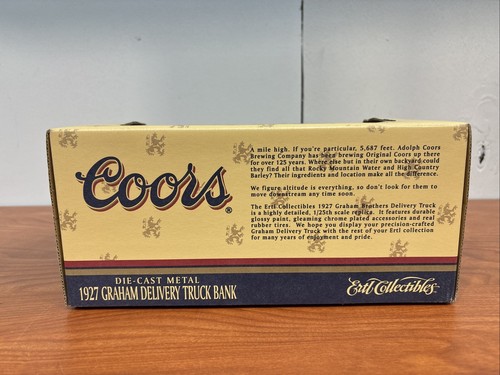 Coors®
A mile high. If you're particular, 5,687 feet. Adolph Coors
Brewing Company has been brewing Original Coors up there
for over 125 years. Where else but in their own backyard could
they find all that Rocky Mountain Water and High Country
Barley? Their ingredients and location make all the difference.
We figure altitude is everything, so don't look for them to
move downstream any time soon.
The Ertl Collectibles 1927 Graham Brothers Delivery Truck
is a highly detailed, 1/25th scale replica. It features durable
glossy paint, gleaming chrome plated accessories and real
rubber tires. We hope you display your precision-crafted
Graham Delivery Truck with the rest of your Ertl collection
for many years of enjoyment and pride.
DIE-CAST METAL
1927 GRAHAM DELIVERY TRUCK BANK
Ertl Collectibles™